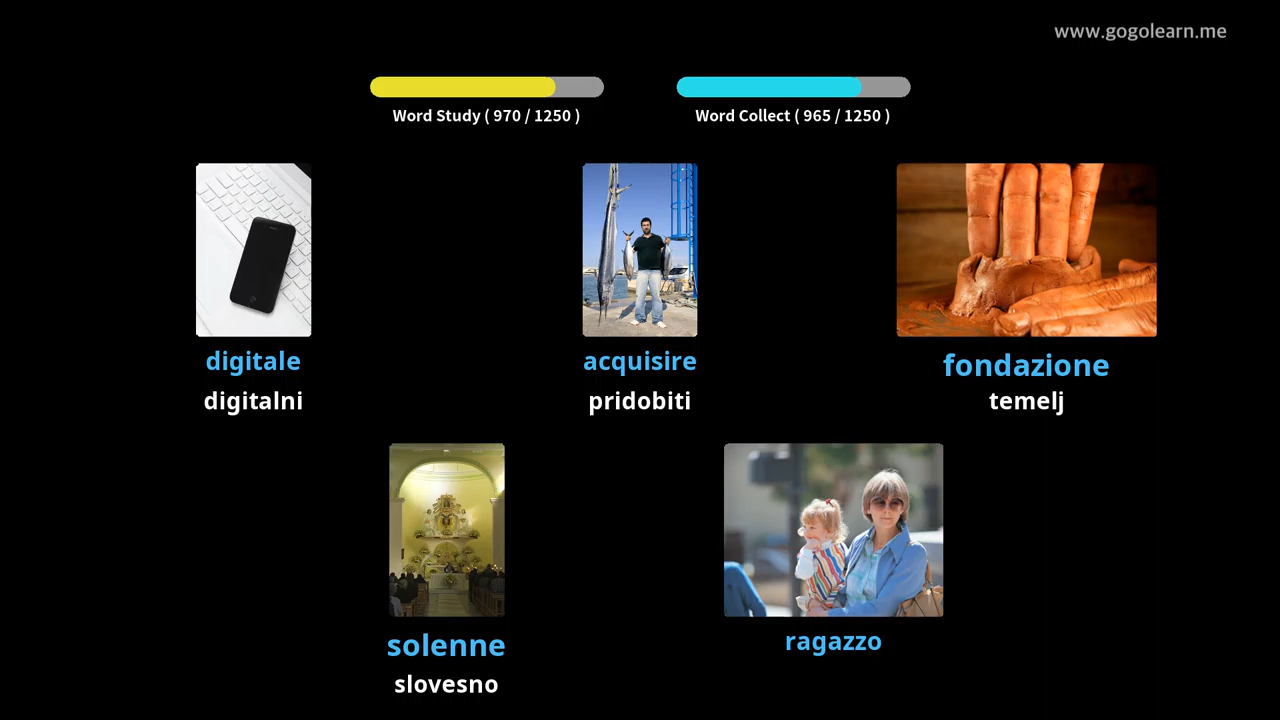 www.gogolearn.me
Word Study ( 970 / 1250 )
Word Collect ( 965 / 1250 )
digitale
digitalni
acquisire
pridobiti
fondazione
temelj
solenne
slovesno
ragazzo